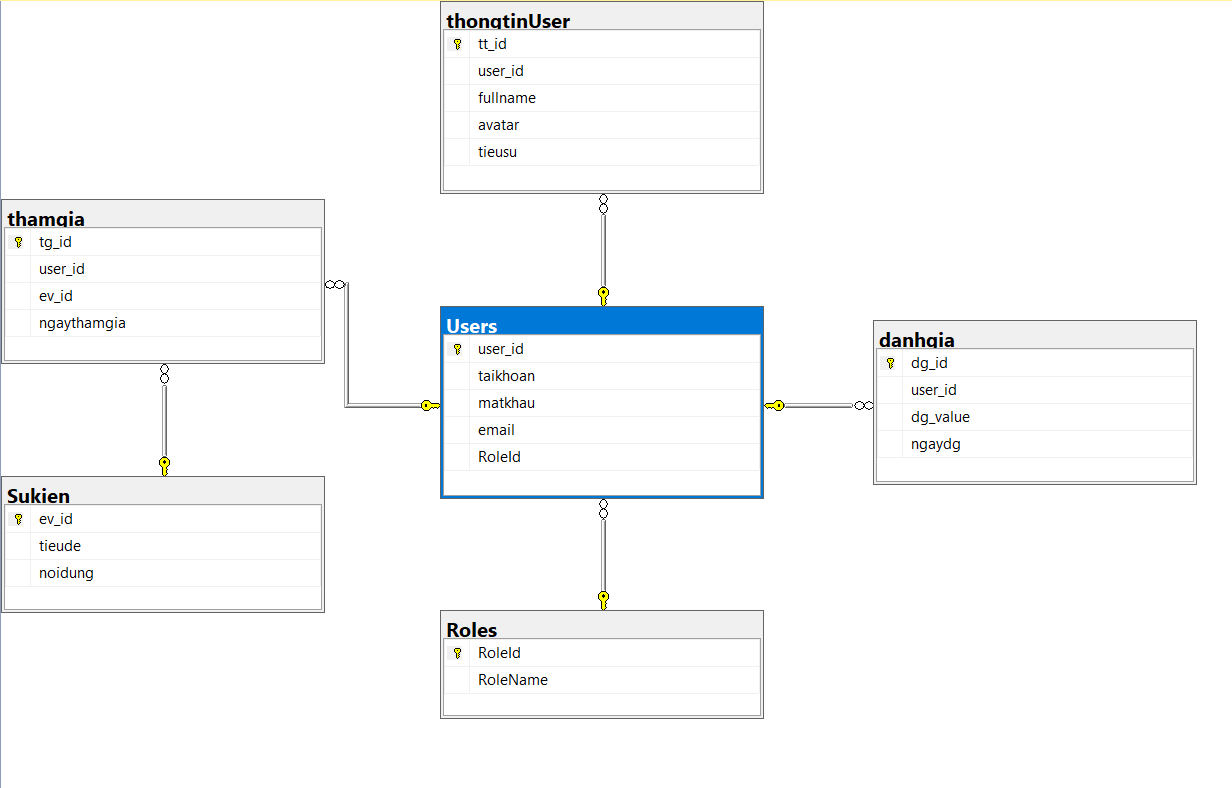 thongtinUser
tt_id
user_id
fullname
avatar
tieusu
thamgia
tg_id
user_id
ev_id
ngaythamgia
Users
user_id
taikhoan
matkhau
email
RoleId
danhgia
dg_id
user_id
dg_value
ngaydg
Sukien
ev_id
tieude
noidung
Roles
RoleId
RoleName